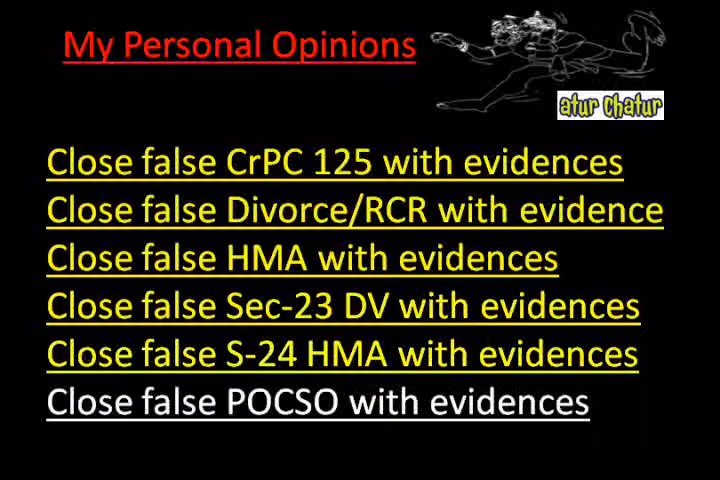 My Personal Opinions
atur Chatur
Close false CrPC 125 with evidences
Close false Divorce/RCR with evidence
Close false HMA with evidences
Close false Sec-23 DV with evidences
Close false S-24 HMA with evidences
Close false POCSO with evidences